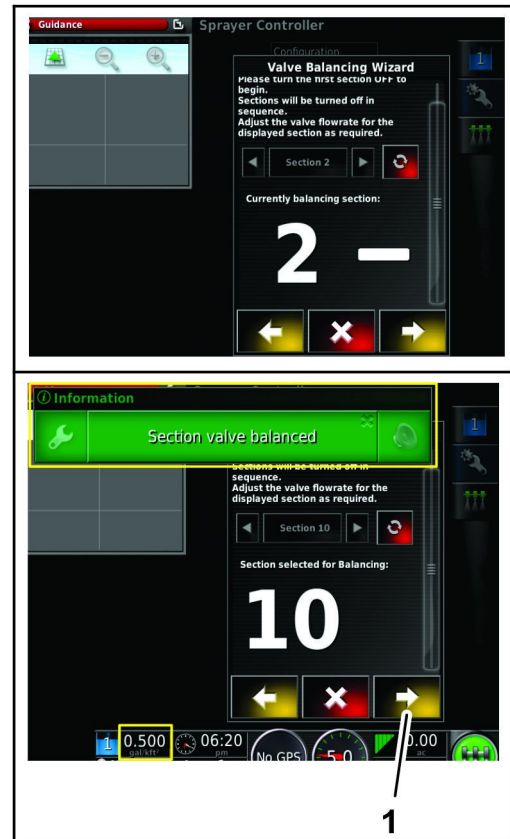 Guidance
Sprayer Controller
Configuration
1
Valve Balancing Wizard
Please turn the first section OFF to
begin.
Sections will be turned off in
sequence.
Adjust the valve flowrate for the
displayed section as required.
Section 2
Currently balancing section:
2 –
Information
Section valve balanced
1
Sections will be turned off in
sequence.
Adjust the valve flowrate for the
displayed section as required.
Section 10
Section selected for Balancing:
10
1 0.500 06:20 No GPS 5.0 0.00
gal/kft² pm ac
1